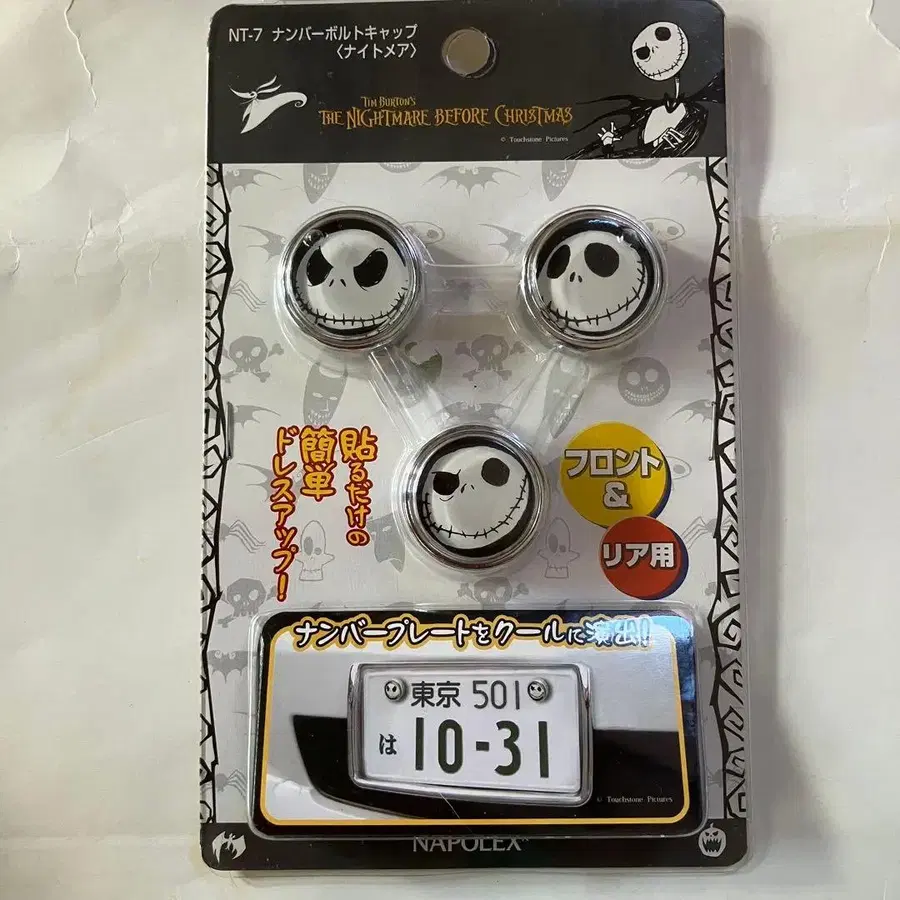 NT-7 ナンバーボルトキャップ
〈ナイトメア〉
TIM BURTON'S
THE NIGHTMARE BEFORE CHRISTMAS
© Touchstone Pictures
貼るだけの
簡単
ドレスアップ!
フロント
&
リア用
ナンバープレートをクールに演出!
東京 501
は 10-31
© Touchstone Pictures
NAPOLEX